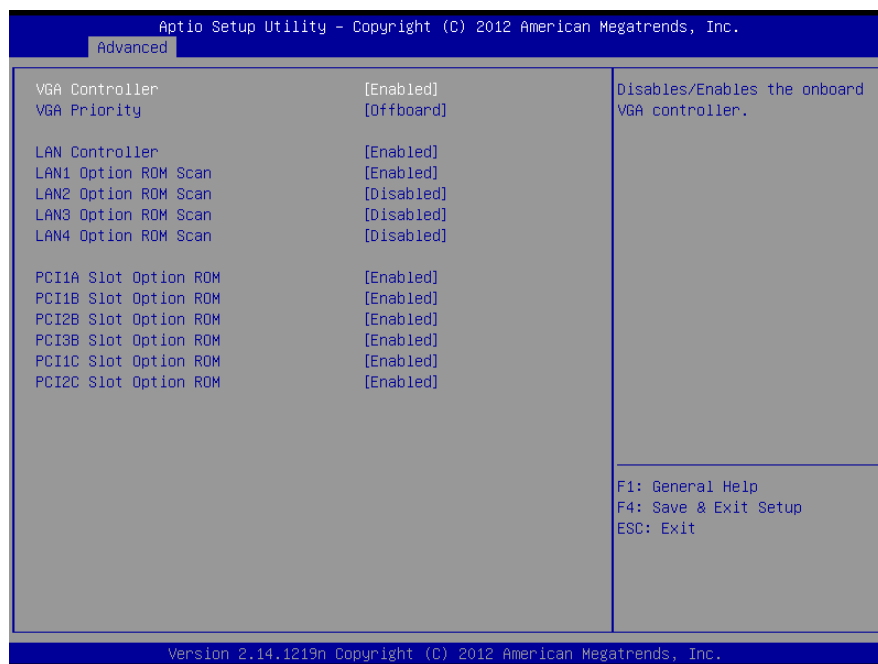 Aptio Setup Utility – Copyright (C) 2012 American Megatrends, Inc.
Advanced
VGA Controller [Enabled]
VGA Priority [Offboard]
LAN Controller [Enabled]
LAN1 Option ROM Scan [Enabled]
LAN2 Option ROM Scan [Disabled]
LAN3 Option ROM Scan [Disabled]
LAN4 Option ROM Scan [Disabled]
PCI1A Slot Option ROM [Enabled]
PCI1B Slot Option ROM [Enabled]
PCI2B Slot Option ROM [Enabled]
PCI3B Slot Option ROM [Enabled]
PCI1C Slot Option ROM [Enabled]
PCI2C Slot Option ROM [Enabled]
Disables/Enables the onboard
VGA controller.
F1: General Help
F4: Save & Exit Setup
ESC: Exit
Version 2.14.1219n Copyright (C) 2012 American Megatrends, Inc.